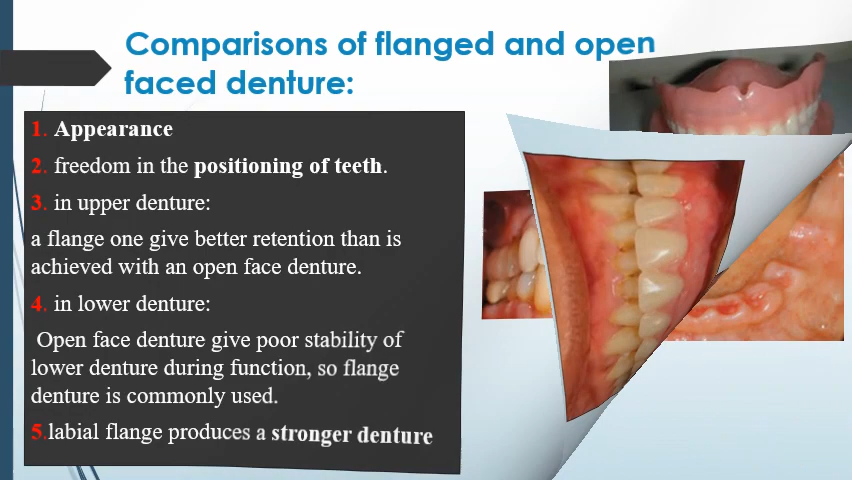 Comparisons of flanged and open
faced denture:
1. Appearance
2. freedom in the positioning of teeth.
3. in upper denture:
a flange one give better retention than is
achieved with an open face denture.
4. in lower denture:
Open face denture give poor stability of
lower denture during function, so flange
denture is commonly used.
5.labial flange produces a stronger denture